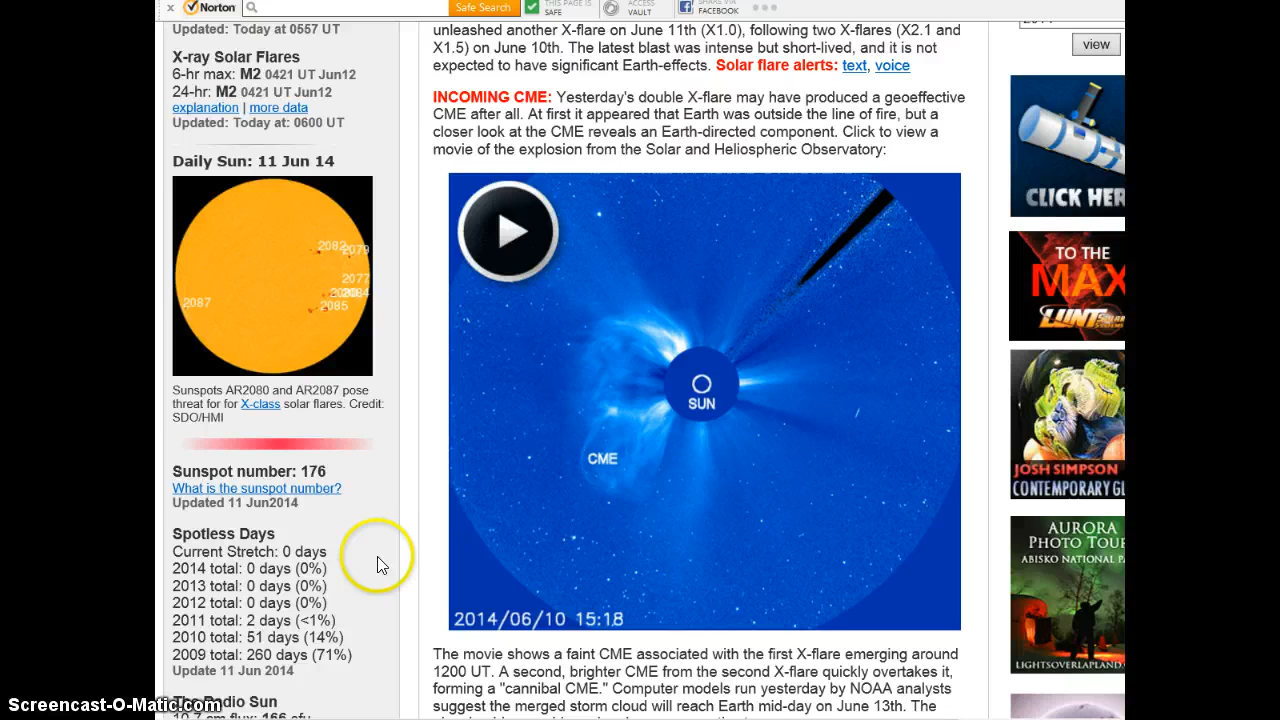 Norton
Safe Search
THIS PAGE IS
SAFE
ACCESS
VAULT
FACEBOOK
Updated: Today at 0557 UT
X-ray Solar Flares
6-hr max: M2 0421 UT Jun12
24-hr: M2 0421 UT Jun12
explanation | more data
Updated: Today at: 0600 UT
Daily Sun: 11 Jun 14
2082
2079
2077
2085
2087
Sunspots AR2080 and AR2087 pose
threat for for X-class solar flares. Credit:
SDO/HMI
Sunspot number: 176
What is the sunspot number?
Updated 11 Jun2014
Spotless Days
Current Stretch: 0 days
2014 total: 0 days (0%)
2013 total: 0 days (0%)
2012 total: 0 days (0%)
2011 total: 2 days (<1%)
2010 total: 51 days (14%)
2009 total: 260 days (71%)
Update 11 Jun 2014
The Radio Sun
10.7 cm flux: 166 sfu
unleashed another X-flare on June 11th (X1.0), following two X-flares (X2.1 and
X1.5) on June 10th. The latest blast was intense but short-lived, and it is not
expected to have significant Earth-effects. Solar flare alerts: text, voice
INCOMING CME: Yesterday's double X-flare may have produced a geoeffective
CME after all. At first it appeared that Earth was outside the line of fire, but a
closer look at the CME reveals an Earth-directed component. Click to view a
movie of the explosion from the Solar and Heliospheric Observatory:
SUN
CME
2014/06/10 15:18
The movie shows a faint CME associated with the first X-flare emerging around
1200 UT. A second, brighter CME from the second X-flare quickly overtakes it,
forming a "cannibal CME." Computer models run yesterday by NOAA analysts
suggest the merged storm cloud will reach Earth mid-day on June 13th. The
view
CLICK HER
TO THE
MAX
LUNT
JOSH SIMPSON
CONTEMPORARY GL
AURORA
PHOTO TOUR
ABISKO NATIONAL P
LIGHTSOVERLAPLAND
Screencast-O-Matic.com